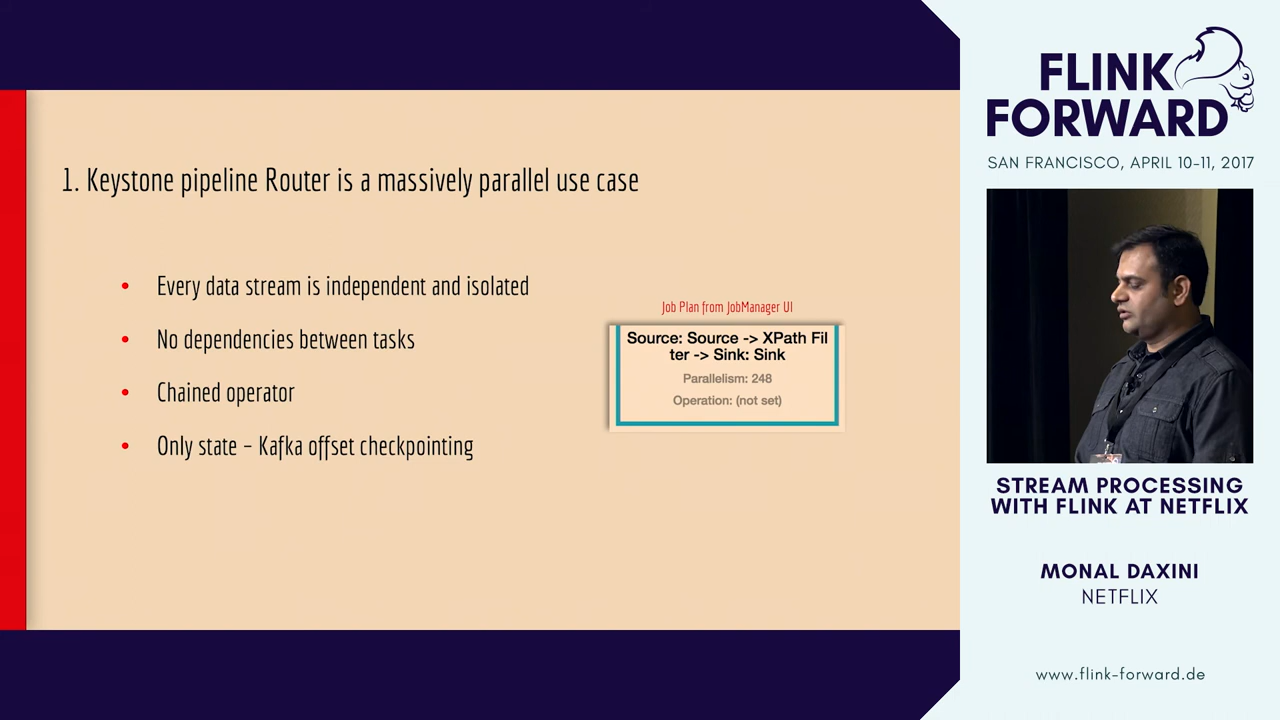 1. Keystone pipeline Router is a massively parallel use case
• Every data stream is independent and isolated
• No dependencies between tasks
• Chained operator
• Only state – Kafka offset checkpointing
Job Plan from JobManager UI
Source: Source -> XPath Fil
ter -> Sink: Sink
Parallelism: 248
Operation: (not set)
FLINK
FORWARD
SAN FRANCISCO, APRIL 10-11, 2017
STREAM PROCESSING
WITH FLINK AT NETFLIX
MONAL DAXINI
NETFLIX
www.flink-forward.de